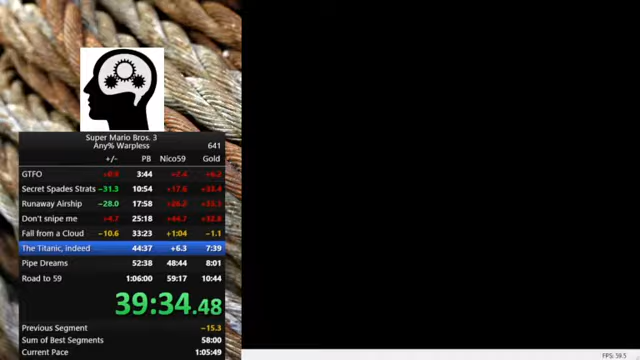 Super Mario Bros. 3
Any% Warpless 641
+/- PB Nico59 Gold
GTFO +0.9 3:44 +2.4 +6.2
Secret Spades Strats −31.3 10:54 +17.6 +33.4
Runaway Airship −28.0 17:58 +28.2 +33.3
Don't snipe me +4.7 25:18 +44.7 +32.8
Fall from a Cloud −10.6 33:23 +1:04 −1.1
The Titanic, indeed 44:37 +6.3 7:39
Pipe Dreams 52:38 48:44 8:01
Road to 59 1:06:00 59:17 10:44
39:34.48
Previous Segment −15.3
Sum of Best Segments 58:00
Current Pace 1:05:49
FPS: 59.5